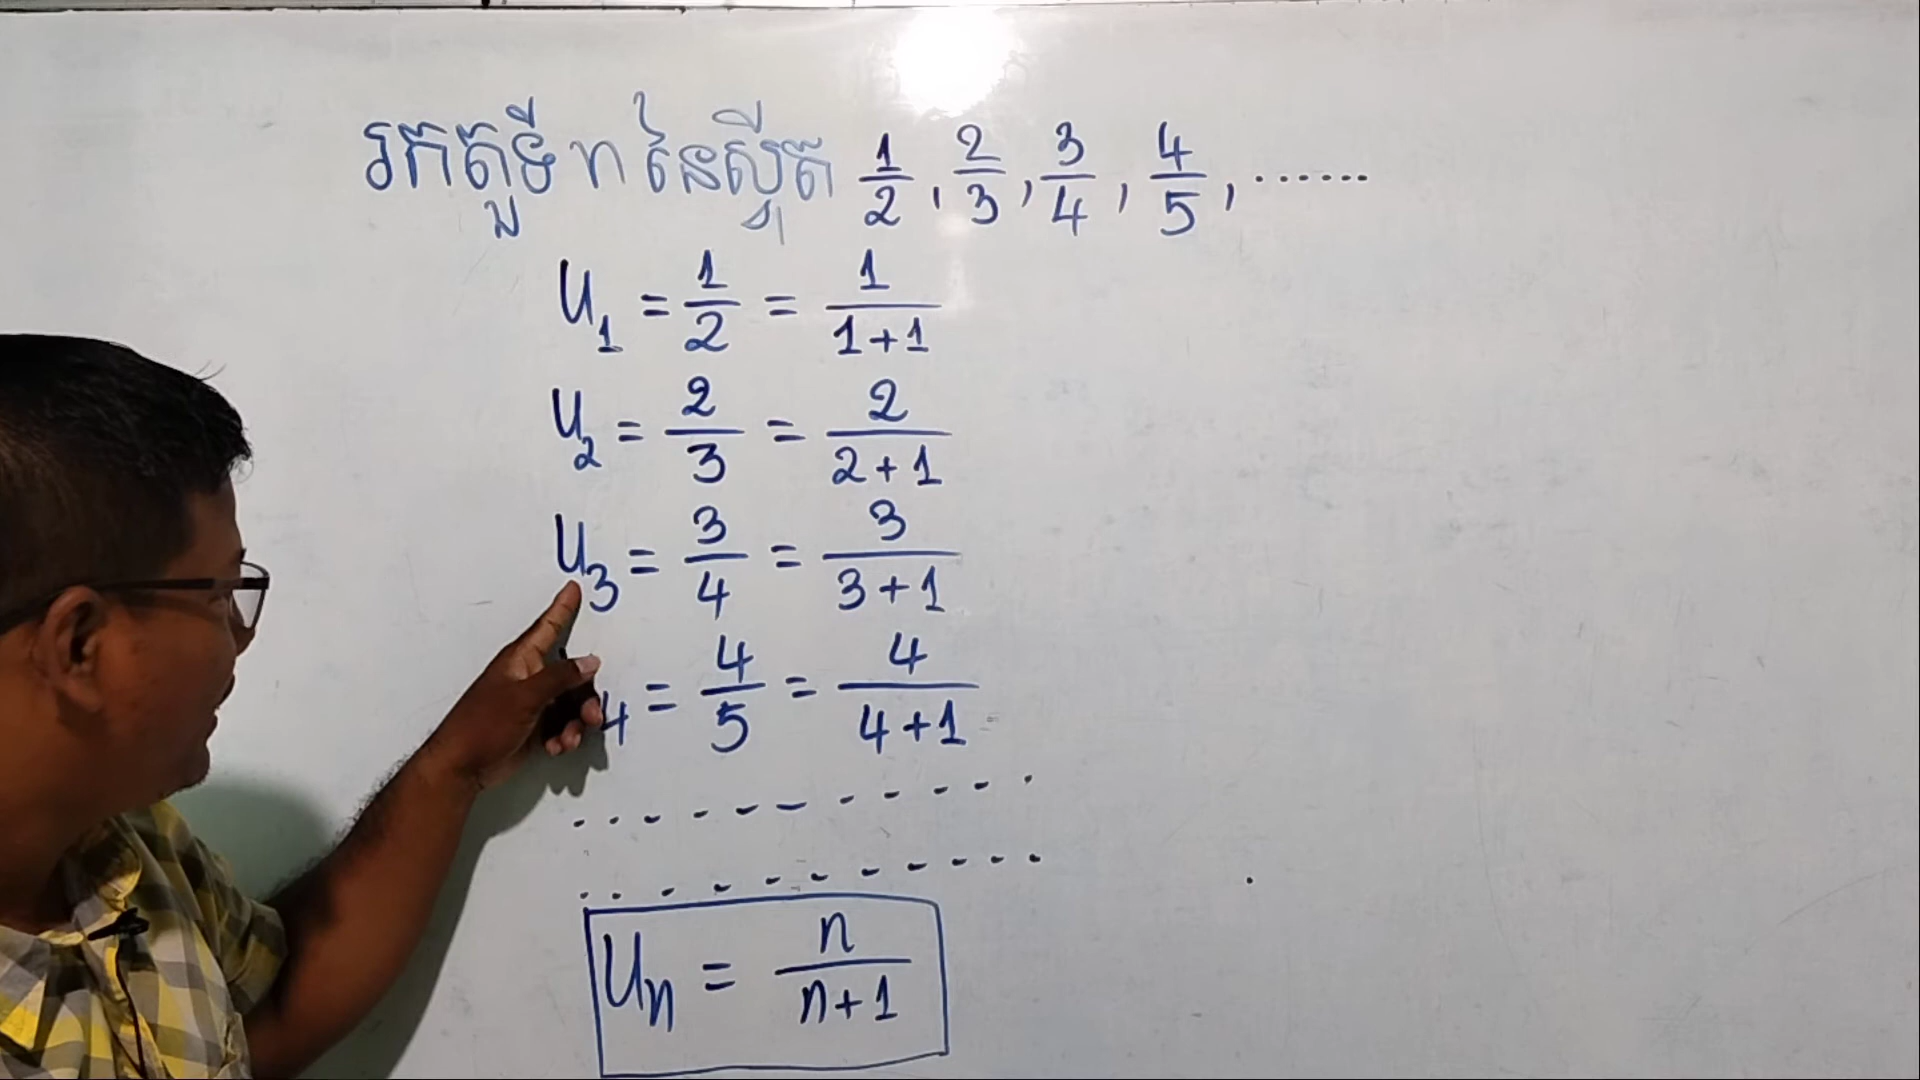 រកតួទី n នៃស្វ៊ីត 1/2, 2/3, 3/4, 4/5, ......
U₁ = 1/2 = 1/(1+1)
U₂ = 2/3 = 2/(2+1)
U₃ = 3/4 = 3/(3+1)
₄ = 4/5 = 4/(4+1)
Uₙ = n/(n+1)